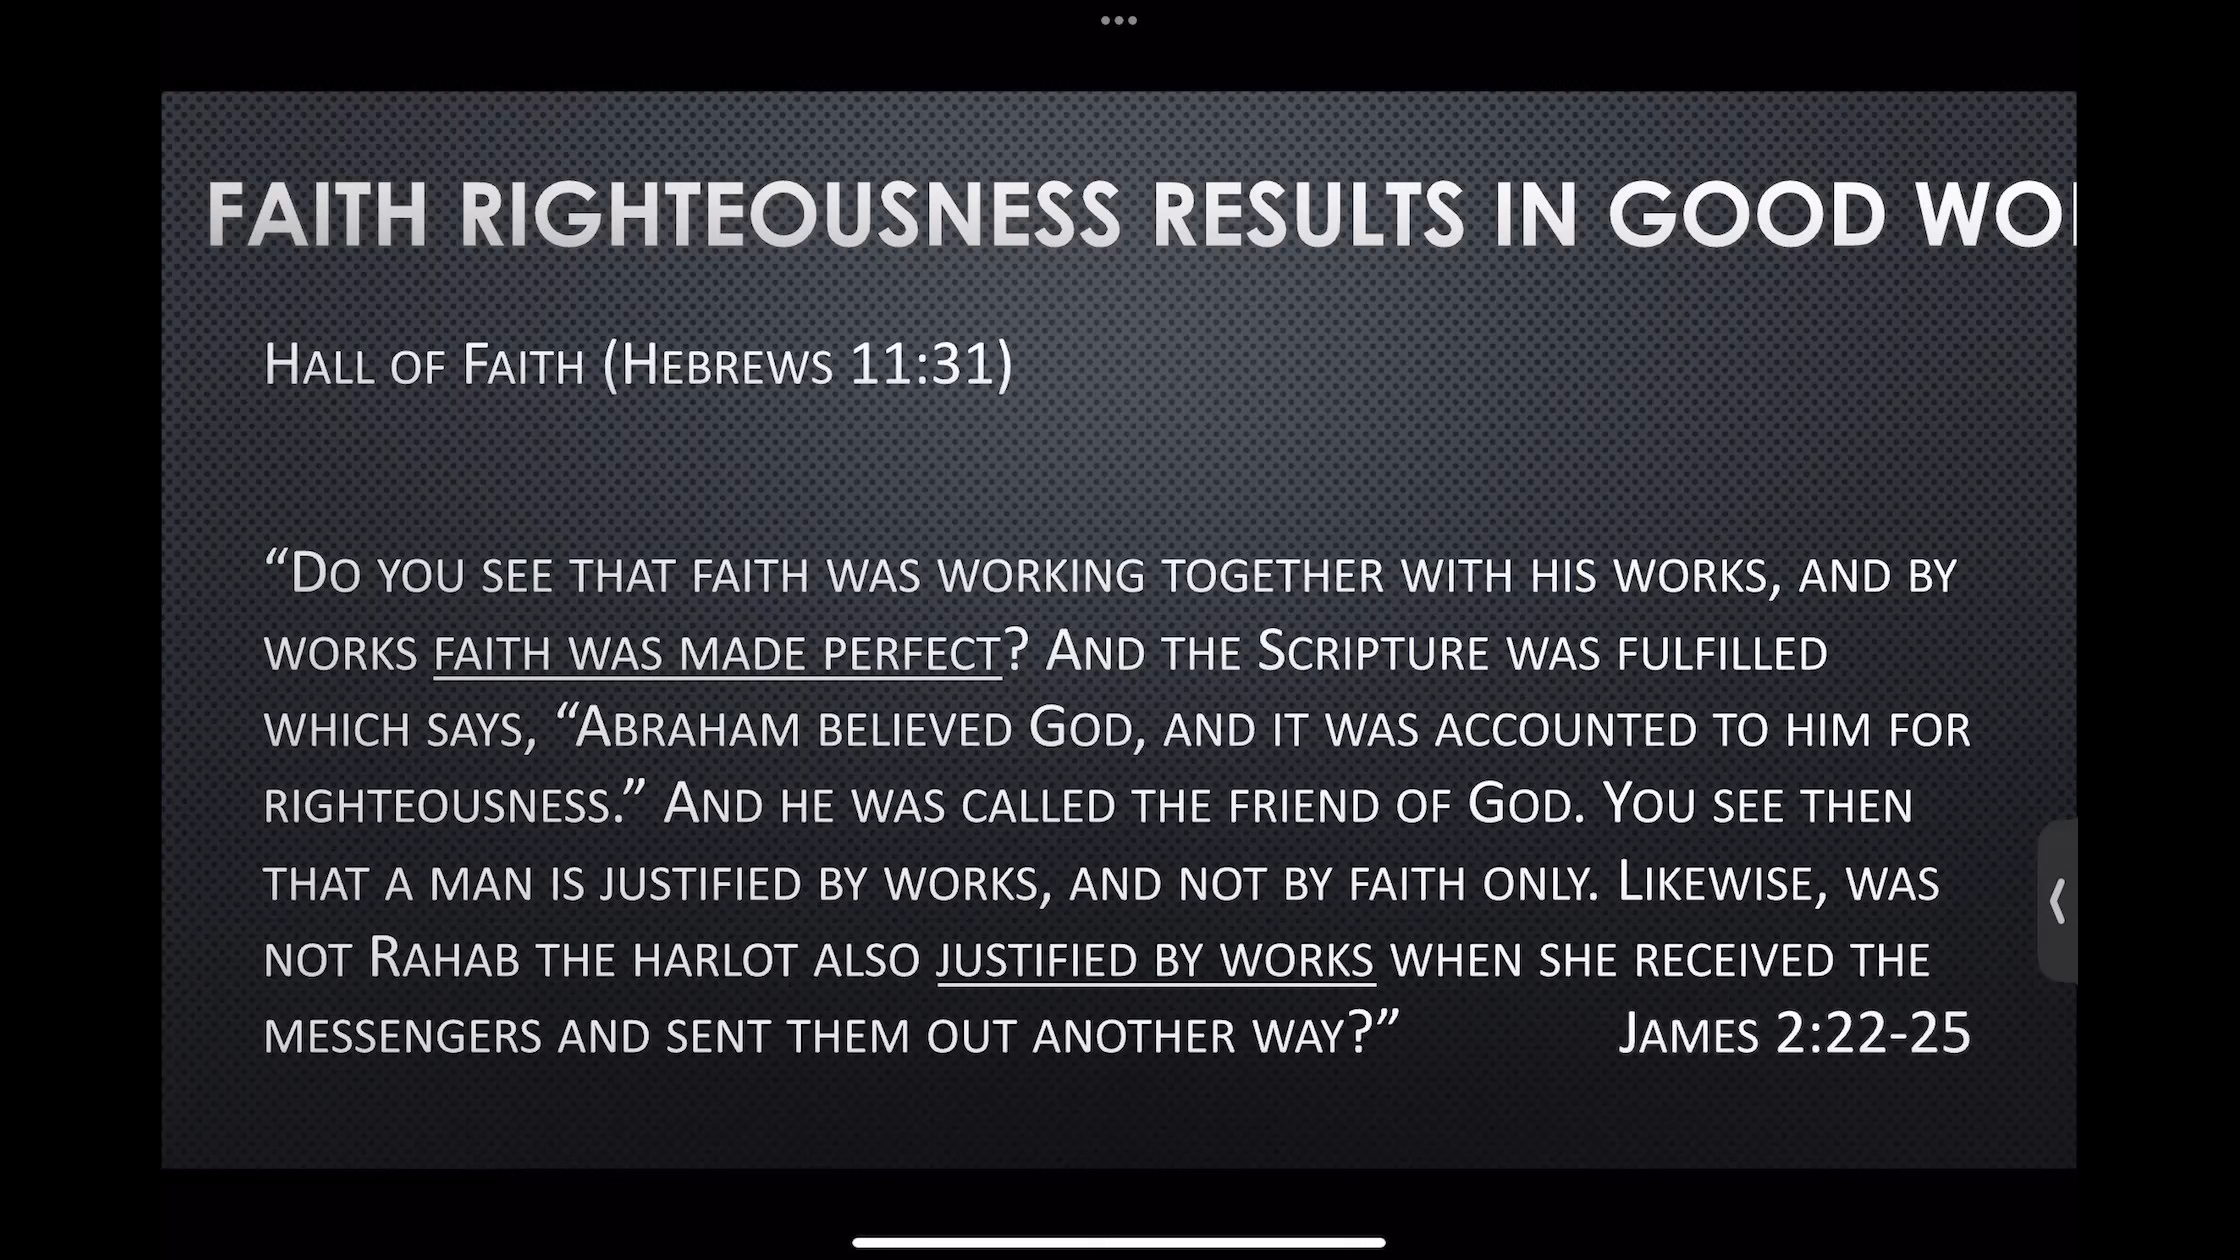 FAITH RIGHTEOUSNESS RESULTS IN GOOD
HALL OF FAITH (HEBREWS 11:31)
“DO YOU SEE THAT FAITH WAS WORKING TOGETHER WITH HIS WORKS, AND BY
WORKS FAITH WAS MADE PERFECT? AND THE SCRIPTURE WAS FULFILLED
WHICH SAYS, “ABRAHAM BELIEVED GOD, AND IT WAS ACCOUNTED TO HIM FOR
RIGHTEOUSNESS.” AND HE WAS CALLED THE FRIEND OF GOD. YOU SEE THEN
THAT A MAN IS JUSTIFIED BY WORKS, AND NOT BY FAITH ONLY. LIKEWISE, WAS
NOT RAHAB THE HARLOT ALSO JUSTIFIED BY WORKS WHEN SHE RECEIVED THE
MESSENGERS AND SENT THEM OUT ANOTHER WAY?” JAMES 2:22-25